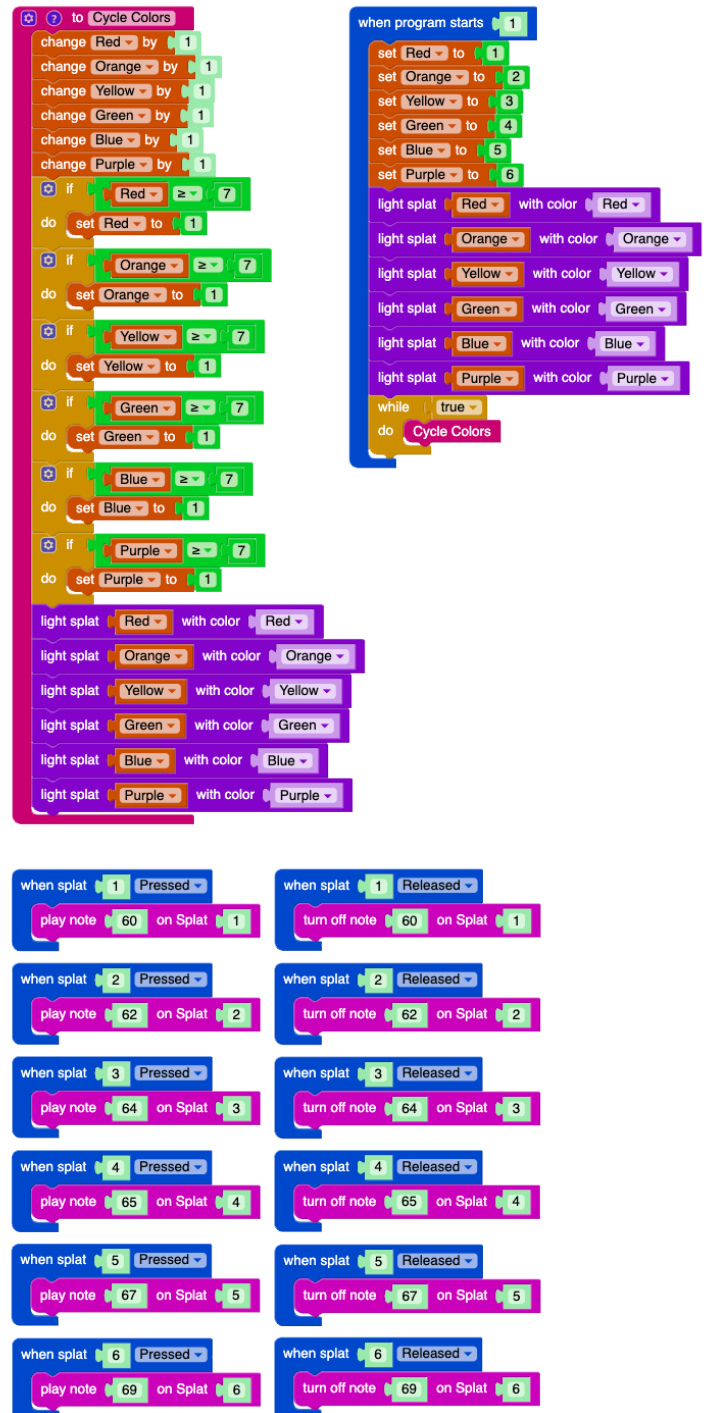 to Cycle Colors
change Red by 1
change Orange by 1
change Yellow by 1
change Green by 1
change Blue by 1
change Purple by 1
if Red ≥ 7
do set Red to 1
if Orange ≥ 7
do set Orange to 1
if Yellow ≥ 7
do set Yellow to 1
if Green ≥ 7
do set Green to 1
if Blue ≥ 7
do set Blue to 1
if Purple ≥ 7
do set Purple to 1
light splat Red with color Red
light splat Orange with color Orange
light splat Yellow with color Yellow
light splat Green with color Green
light splat Blue with color Blue
light splat Purple with color Purple
when program starts 1
set Red to 1
set Orange to 2
set Yellow to 3
set Green to 4
set Blue to 5
set Purple to 6
light splat Red with color Red
light splat Orange with color Orange
light splat Yellow with color Yellow
light splat Green with color Green
light splat Blue with color Blue
light splat Purple with color Purple
while true
do Cycle Colors
when splat 1 Pressed
play note 60 on Splat 1
when splat 1 Released
turn off note 60 on Splat 1
when splat 2 Pressed
play note 62 on Splat 2
when splat 2 Released
turn off note 62 on Splat 2
when splat 3 Pressed
play note 64 on Splat 3
when splat 3 Released
turn off note 64 on Splat 3
when splat 4 Pressed
play note 65 on Splat 4
when splat 4 Released
turn off note 65 on Splat 4
when splat 5 Pressed
play note 67 on Splat 5
when splat 5 Released
turn off note 67 on Splat 5
when splat 6 Pressed
play note 69 on Splat 6
when splat 6 Released
turn off note 69 on Splat 6